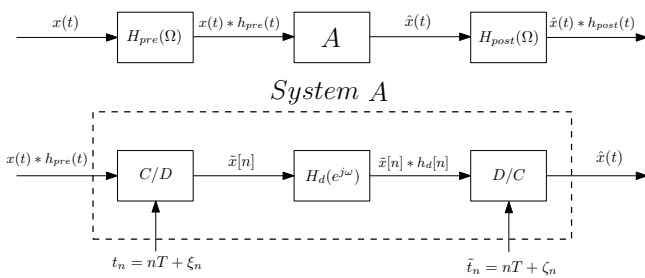 x(t)
H_{pre}(Ω)
x(t) * h_{pre}(t)
A
x̂(t)
H_{post}(Ω)
x̂(t) * h_{post}(t)
System A
x(t) * h_{pre}(t)
C/D
x̃[n]
H_d(e^{jω})
x̃[n] * h_d[n]
D/C
x̂(t)
t_n = nT + ξ_n
t̃_n = nT + ζ_n